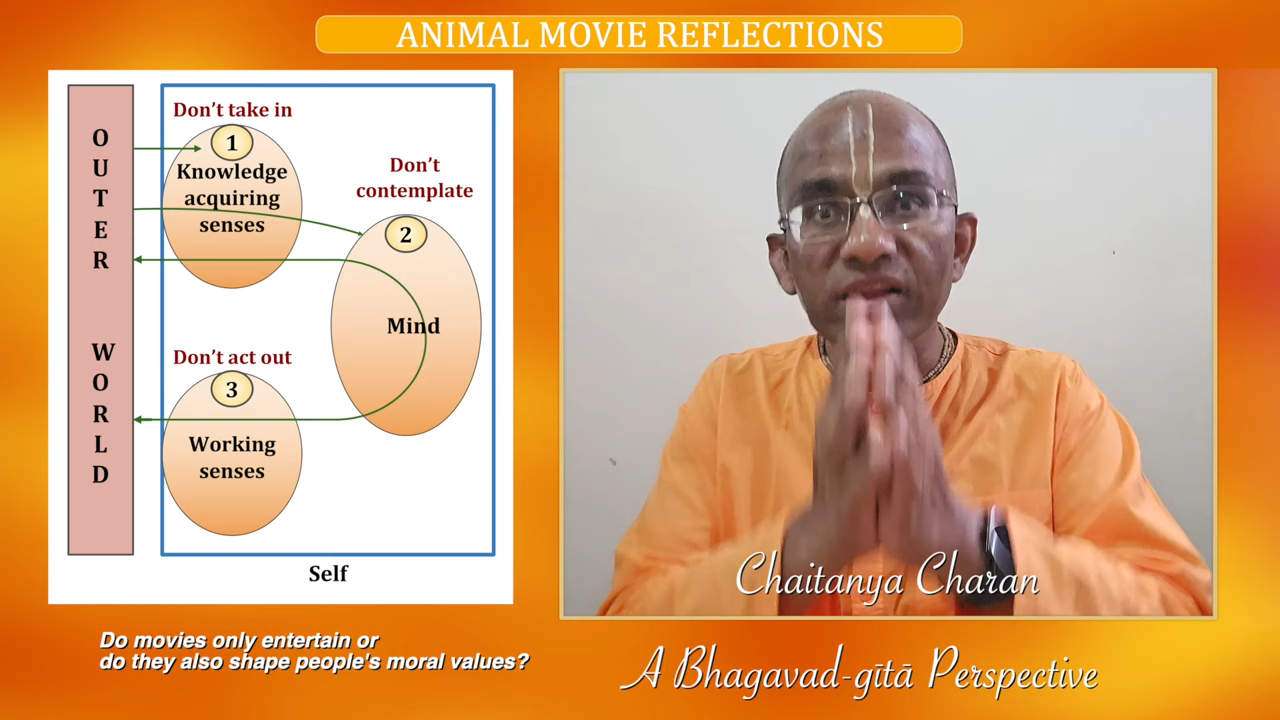 ANIMAL MOVIE REFLECTIONS
OUTER
WORLD
Don't take in
1
Knowledge
acquiring
senses
Don't
contemplate
2
Mind
Don't act out
3
Working
senses
Self
Do movies only entertain or
do they also shape people's moral values?
Chaitanya Charan
A Bhagavad-gītā Perspective